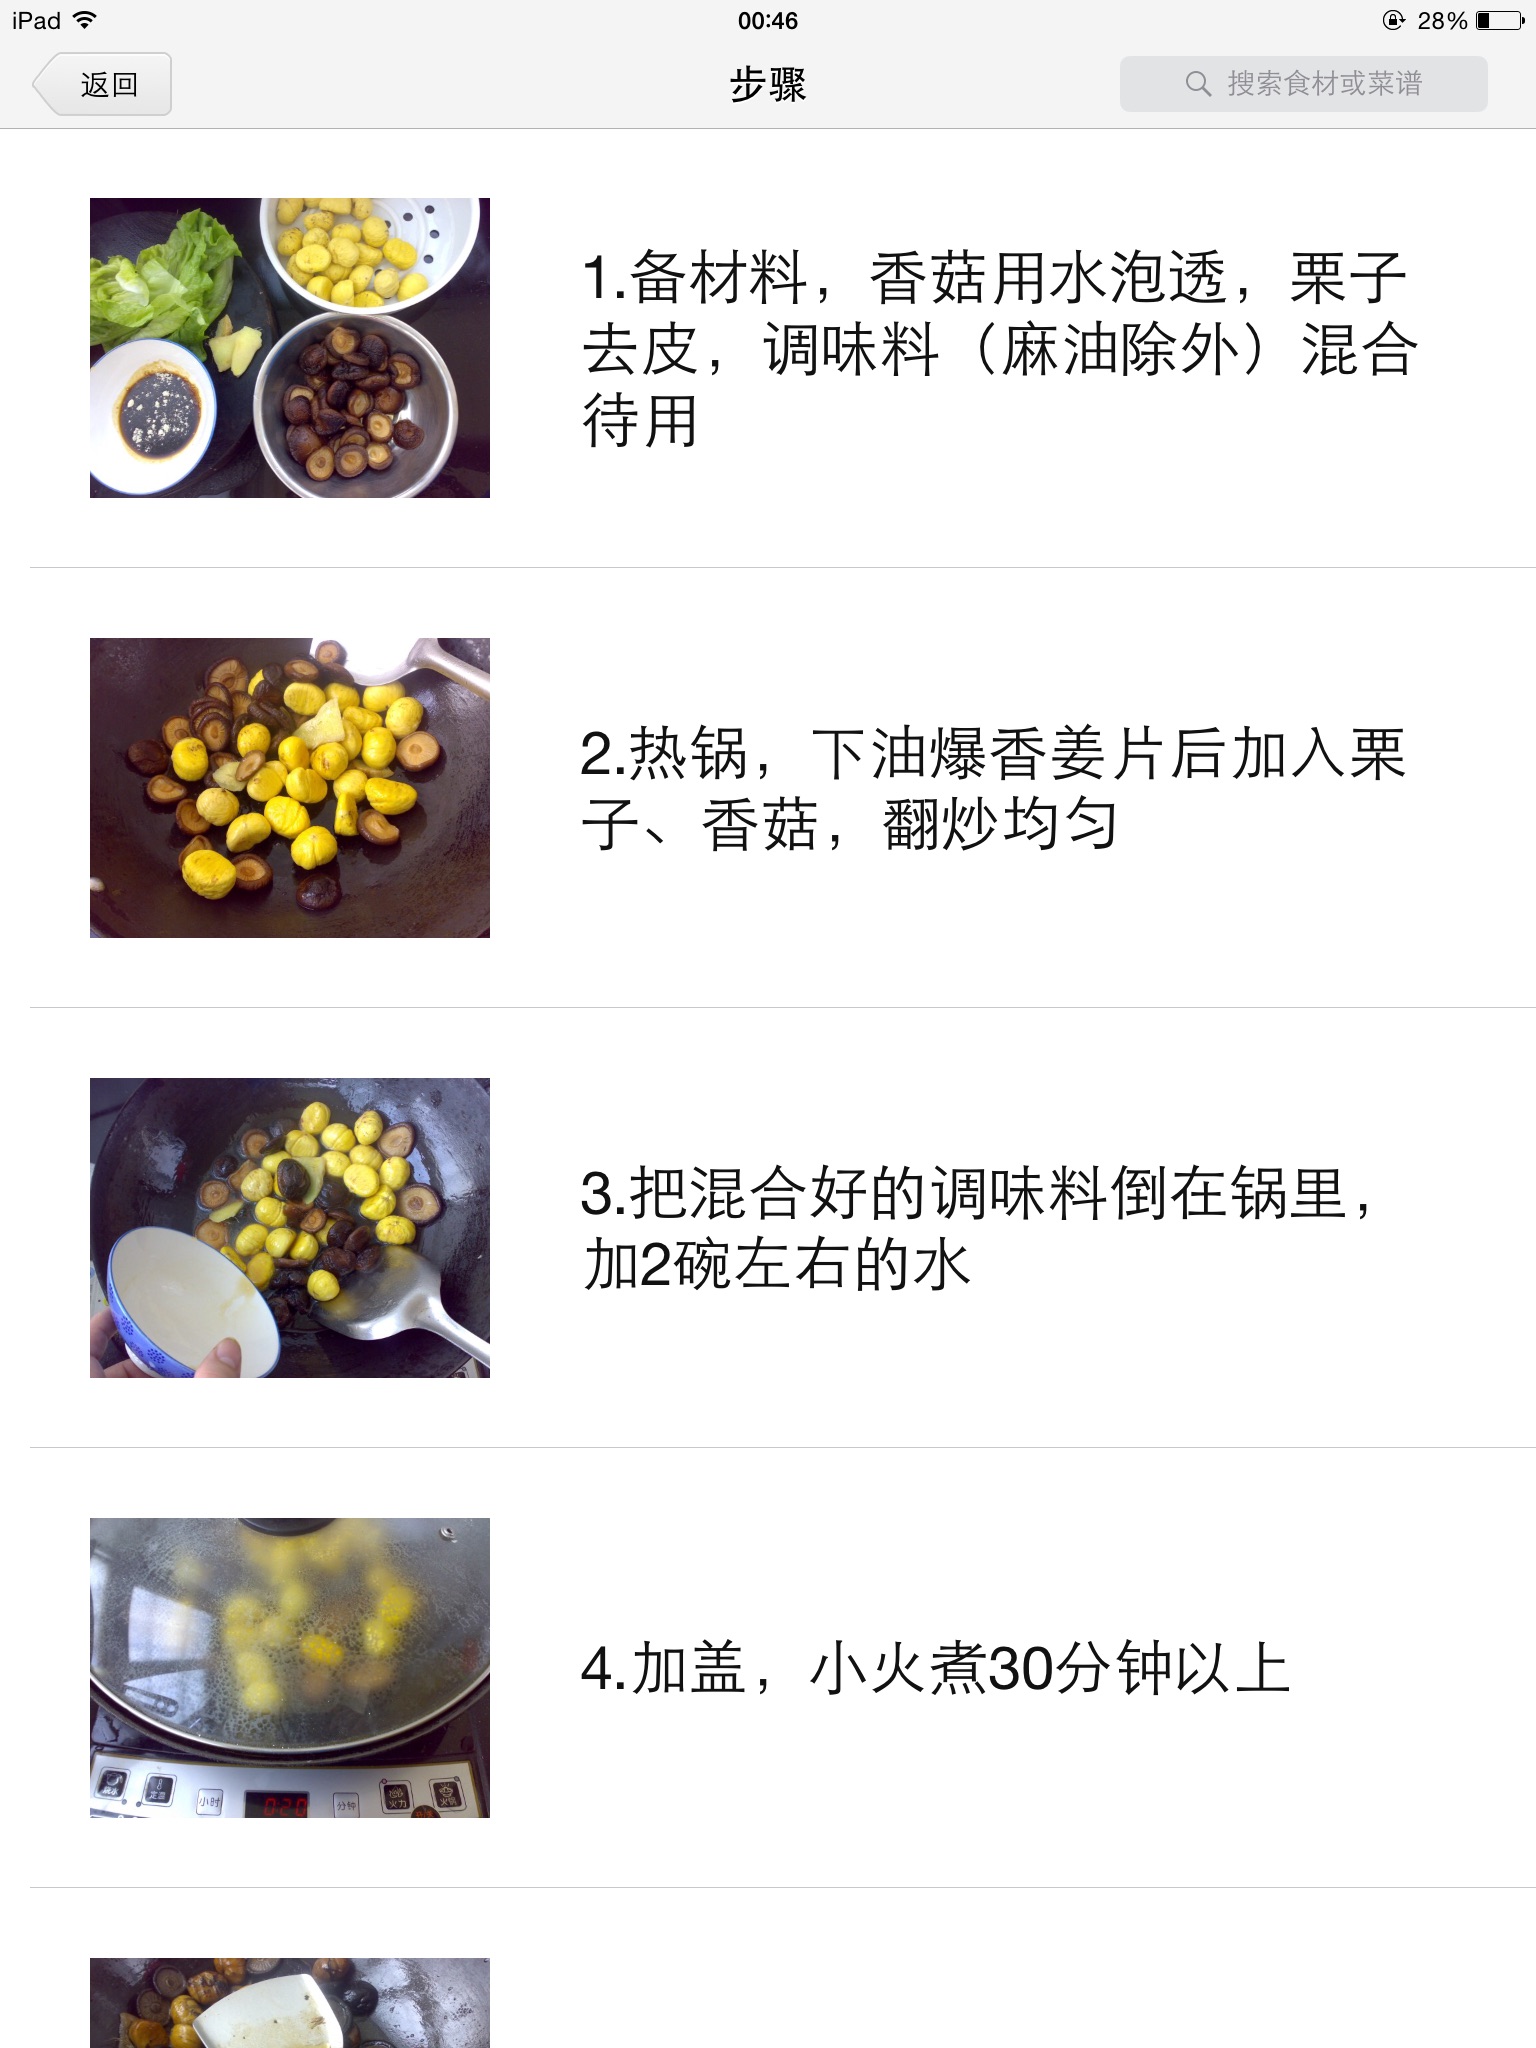 iPad 00:46 28%
返回 步骤 搜索食材或菜谱
1.备材料，香菇用水泡透，栗子
去皮，调味料（麻油除外）混合
待用
2.热锅，下油爆香姜片后加入栗
子、香菇，翻炒均匀
3.把混合好的调味料倒在锅里，
加2碗左右的水
4.加盖，小火煮30分钟以上
小时 0:20 分钟 火力 火锅